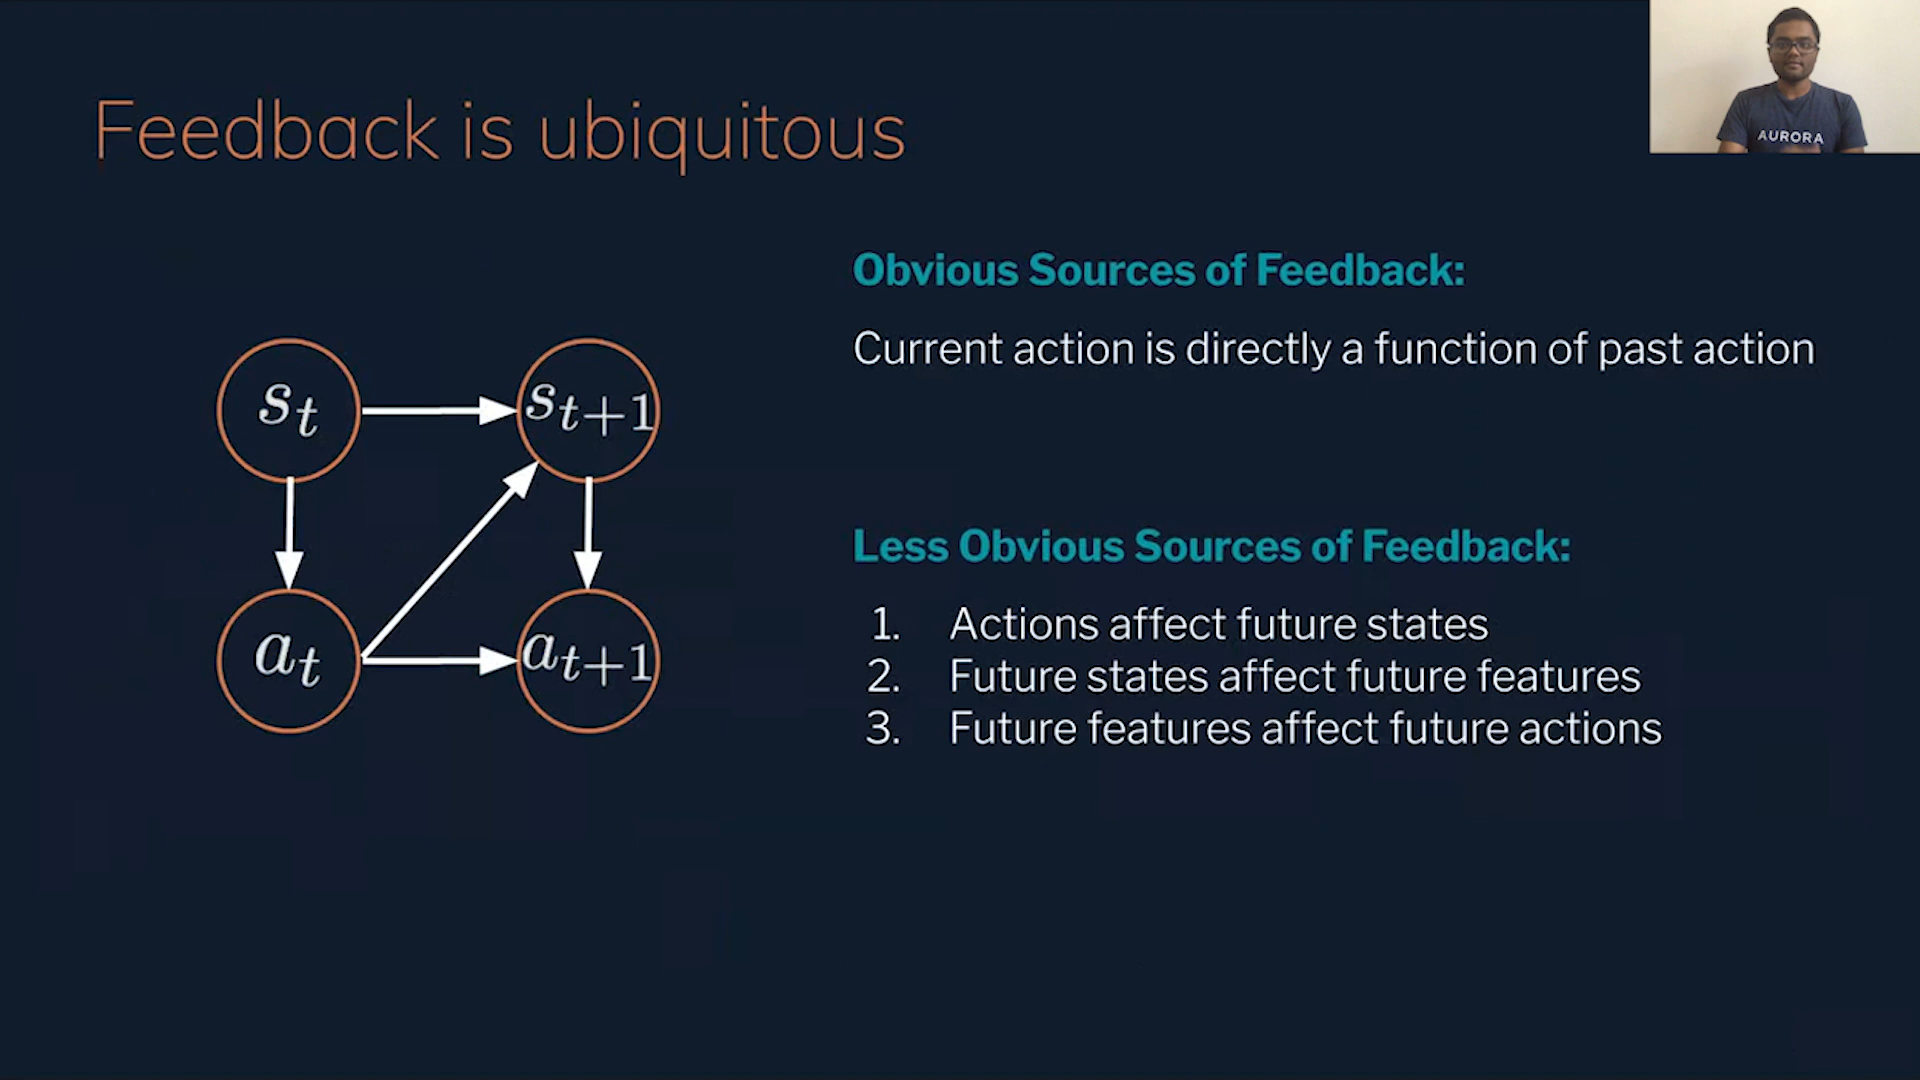 Feedback is ubiquitous
AURORA
Obvious Sources of Feedback:
Current action is directly a function of past action
s_t
s_{t+1}
a_t
a_{t+1}
Less Obvious Sources of Feedback:
1. Actions affect future states
2. Future states affect future features
3. Future features affect future actions